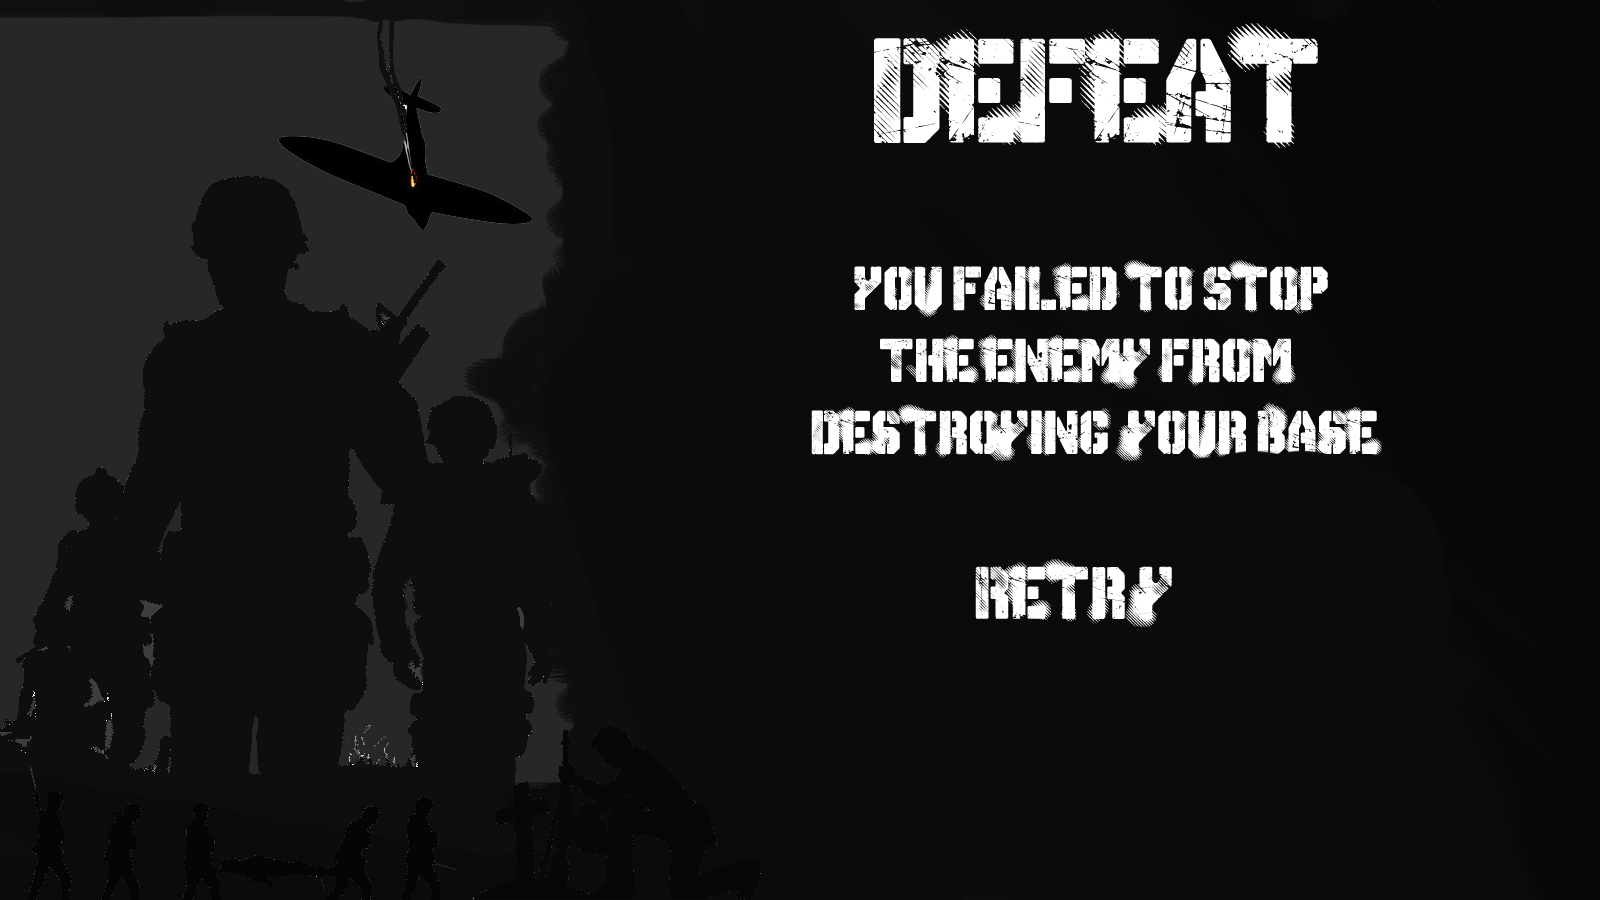 DEFEAT
YOU FAILED TO STOP
THE ENEMY FROM
DESTROYING YOUR BASE
RETRY